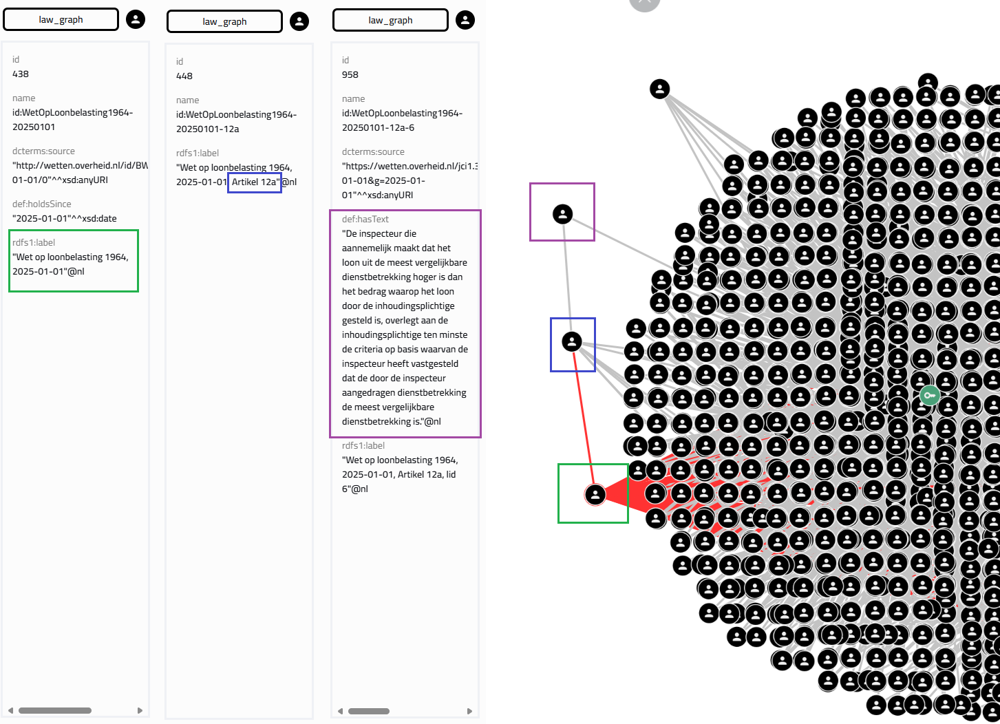 law_graph
id
438
name
id:WetOpLoonbelasting1964-
20250101
dcterms:source
"http://wetten.overheid.nl/id/BW
01-01/0"^^xsd:anyURI
def:holdsSince
"2025-01-01"^^xsd:date
rdfs1:label
"Wet op loonbelasting 1964,
2025-01-01"@nl
law_graph
id
448
name
id:WetOpLoonbelasting1964-
20250101-12a
rdfs1:label
"Wet op loonbelasting 1964,
2025-01-01, Artikel 12a"@nl
law_graph
id
958
name
id:WetOpLoonbelasting1964-
20250101-12a-6
dcterms:source
"https://wetten.overheid.nl/jci1.3
01-01&g=2025-01-
01"^^xsd:anyURI
def:hasText
"De inspecteur die
aannemelijk maakt dat het
loon uit de meest vergelijkbare
dienstbetrekking hoger is dan
het bedrag waarop het loon
door de inhoudingsplichtige
gesteld is, overlegt aan de
inhoudingsplichtige ten minste
de criteria op basis waarvan de
inspecteur heeft vastgesteld
dat de door de inspecteur
aangedragen dienstbetrekking
de meest vergelijkbare
dienstbetrekking is."@nl
rdfs1:label
"Wet op loonbelasting 1964,
2025-01-01, Artikel 12a, lid
6"@nl